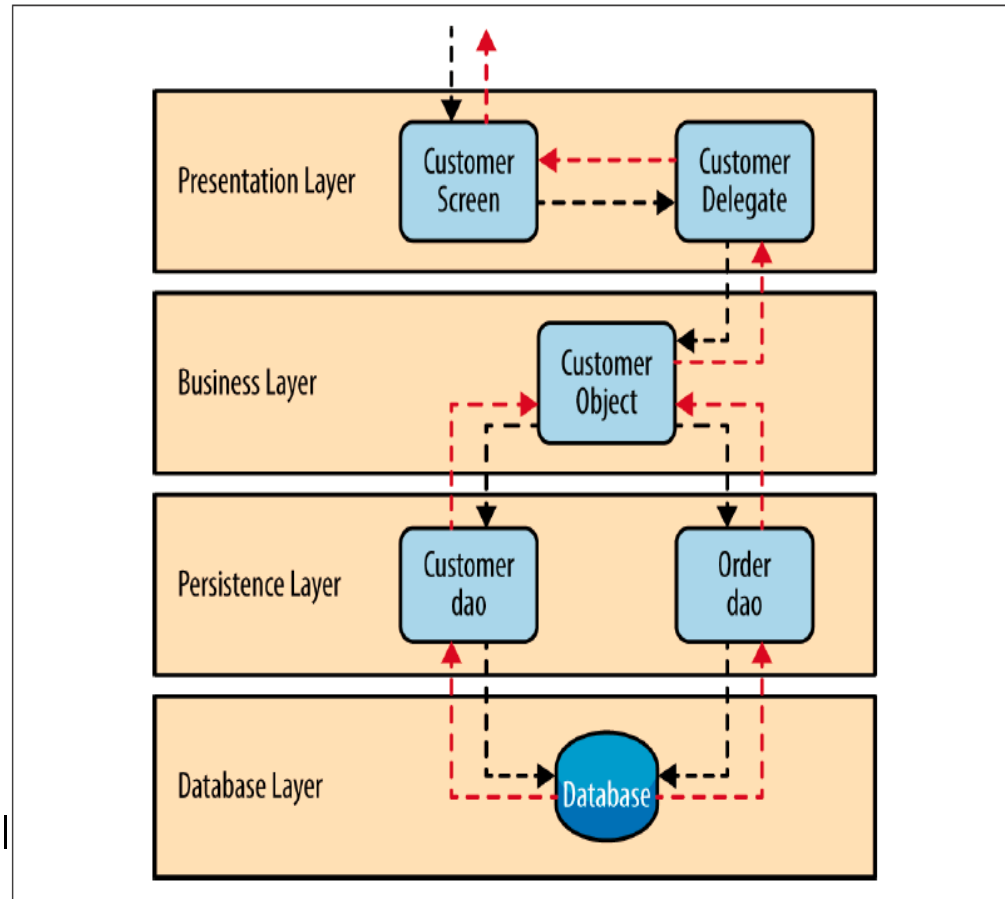 Presentation Layer
Customer
Screen
Customer
Delegate
Business Layer
Customer
Object
Persistence Layer
Customer
dao
Order
dao
Database Layer
Database